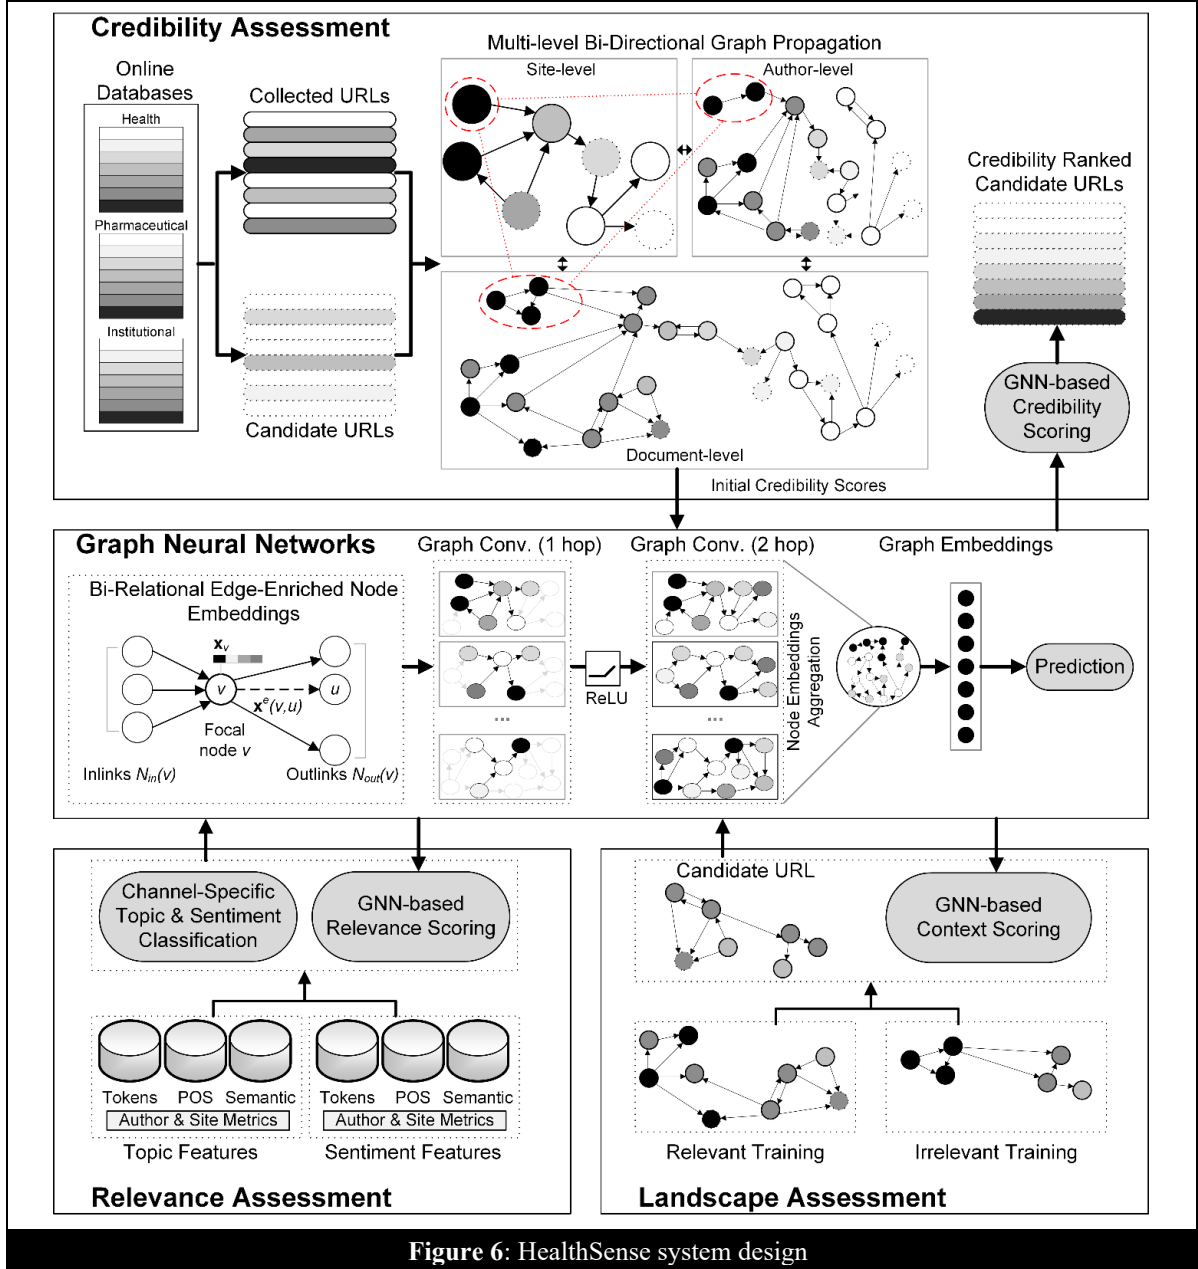 Credibility Assessment
Online
Databases
Health
Pharmaceutical
Institutional
Collected URLs
Candidate URLs
Multi-level Bi-Directional Graph Propagation
Site-level
Author-level
Document-level
Initial Credibility Scores
Credibility Ranked
Candidate URLs
GNN-based
Credibility
Scoring
Graph Neural Networks
Bi-Relational Edge-Enriched Node
Embeddings
x_v
v
u
x^e(v,u)
Focal
node v
Inlinks N_in(v)
Outlinks N_out(v)
Graph Conv. (1 hop)
...
ReLU
Graph Conv. (2 hop)
...
Node Embeddings
Aggregation
Graph Embeddings
Prediction
Channel-Specific
Topic & Sentiment
Classification
GNN-based
Relevance Scoring
Tokens POS Semantic
Author & Site Metrics
Topic Features
Tokens POS Semantic
Author & Site Metrics
Sentiment Features
Relevance Assessment
Candidate URL
GNN-based
Context Scoring
Relevant Training
Irrelevant Training
Landscape Assessment
Figure 6: HealthSense system design